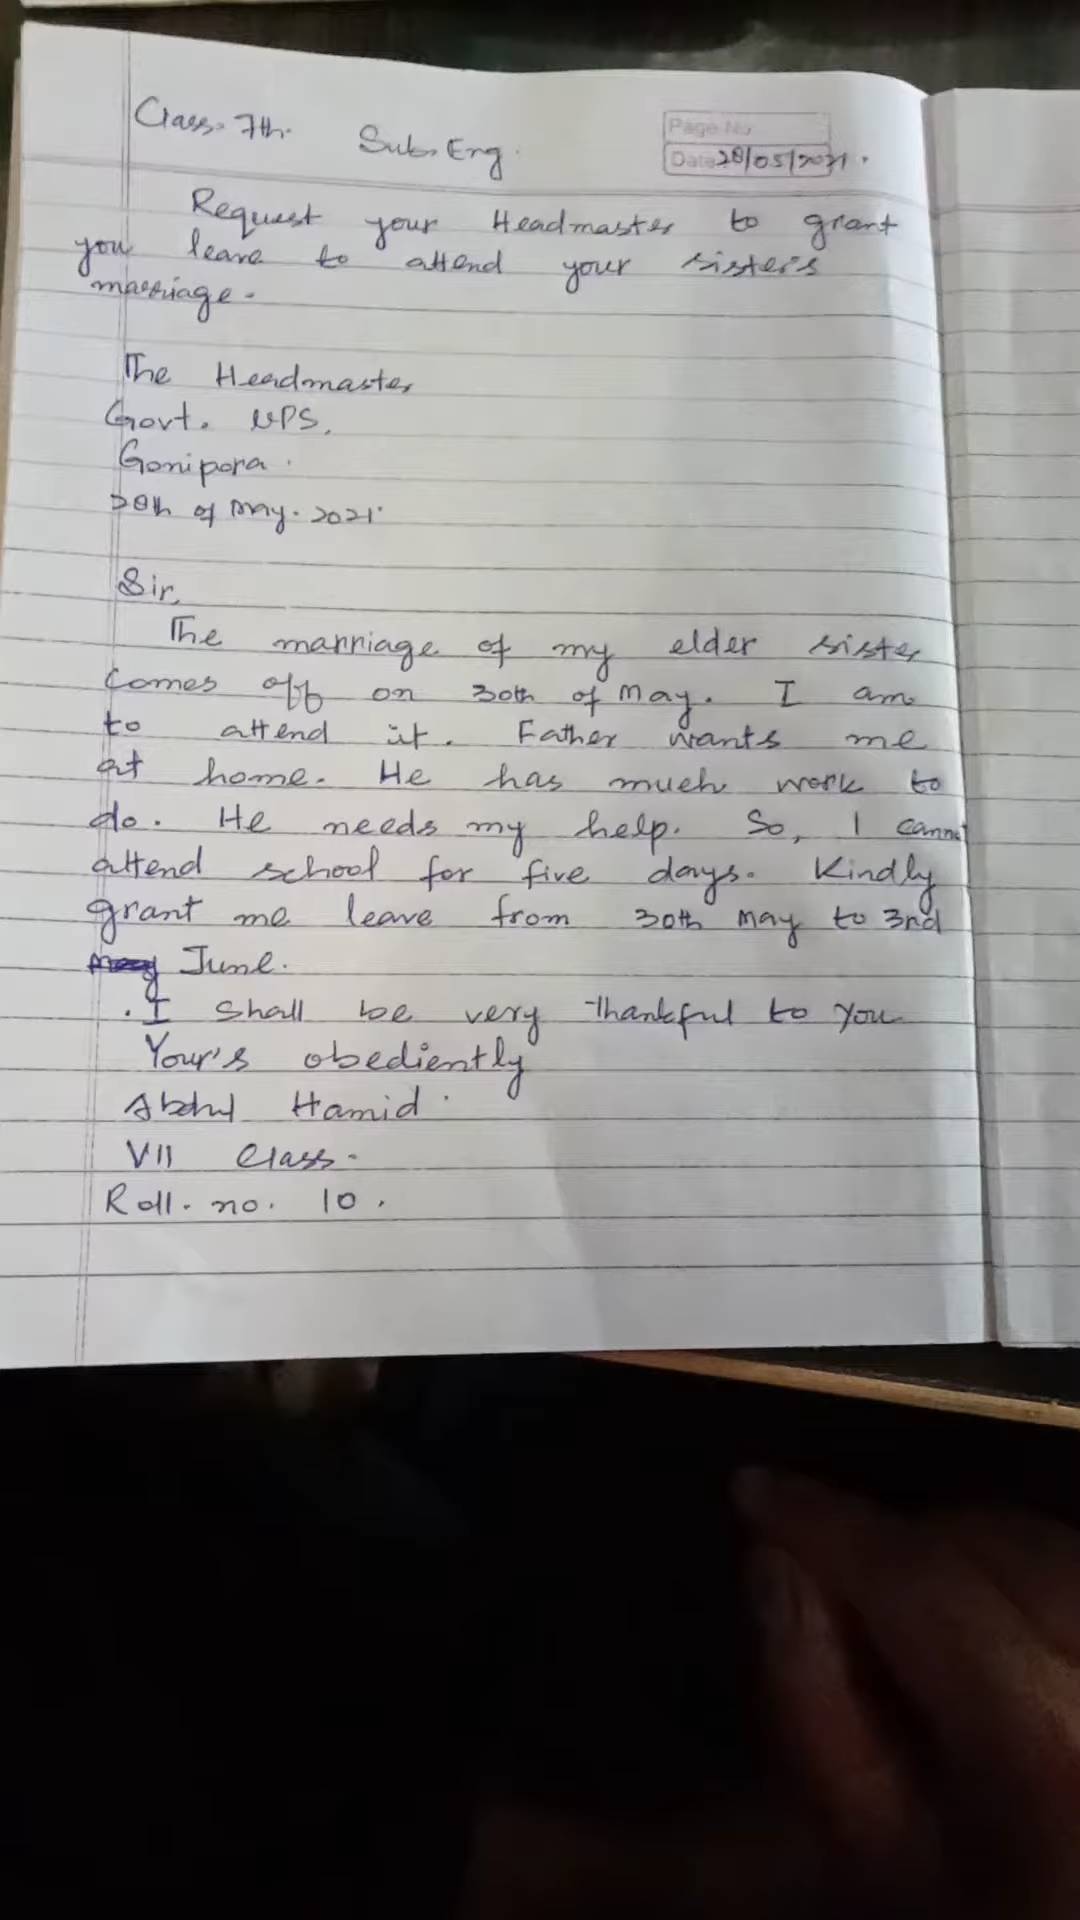 Class. 7th. Sub. Eng.
Page No
Date 28/05/2021.
Request your Headmaster to grant
you leave to attend your sister's
marriage.
The Headmaster
Govt. UPS,
Gonipora.
28th of May. 2021.
Sir,
The marriage of my elder sister
comes off on 30th of May. I am
to attend it. Father wants me
at home. He has much work to
do. He needs my help. So, I cannot
attend school for five days. Kindly
grant me leave from 30th May to 3nd
May June.
. I shall be very thankful to you
Your's obediently
Abdul Hamid.
VII Class.
Roll. no. 10.